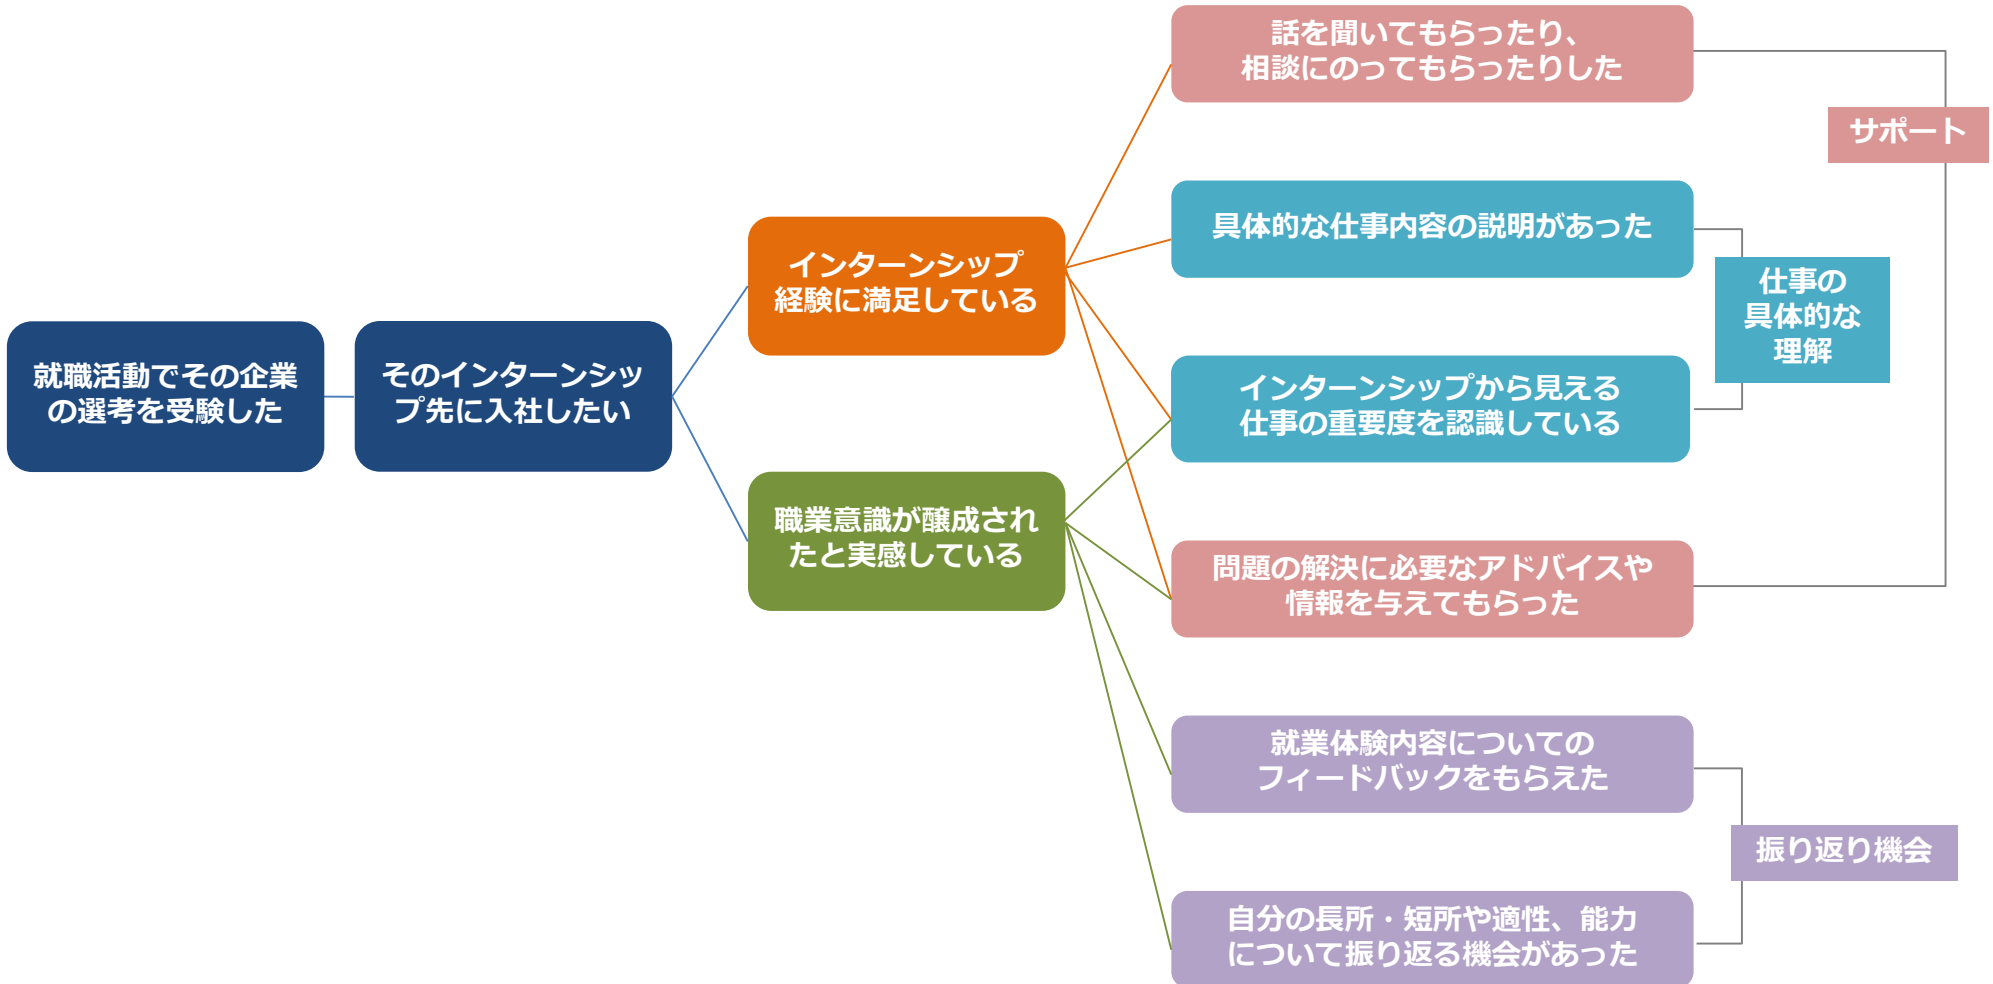 就職活動でその企業
の選考を受験した
そのインターンシッ
プ先に入社したい
インターンシップ
経験に満足している
職業意識が醸成され
たと実感している
話を聞いてもらったり、
相談にのってもらったりした
具体的な仕事内容の説明があった
インターンシップから見える
仕事の重要度を認識している
問題の解決に必要なアドバイスや
情報を与えてもらった
就業体験内容についての
フィードバックをもらえた
自分の長所・短所や適性、能力
について振り返る機会があった
サポート
仕事の
具体的な
理解
振り返り機会